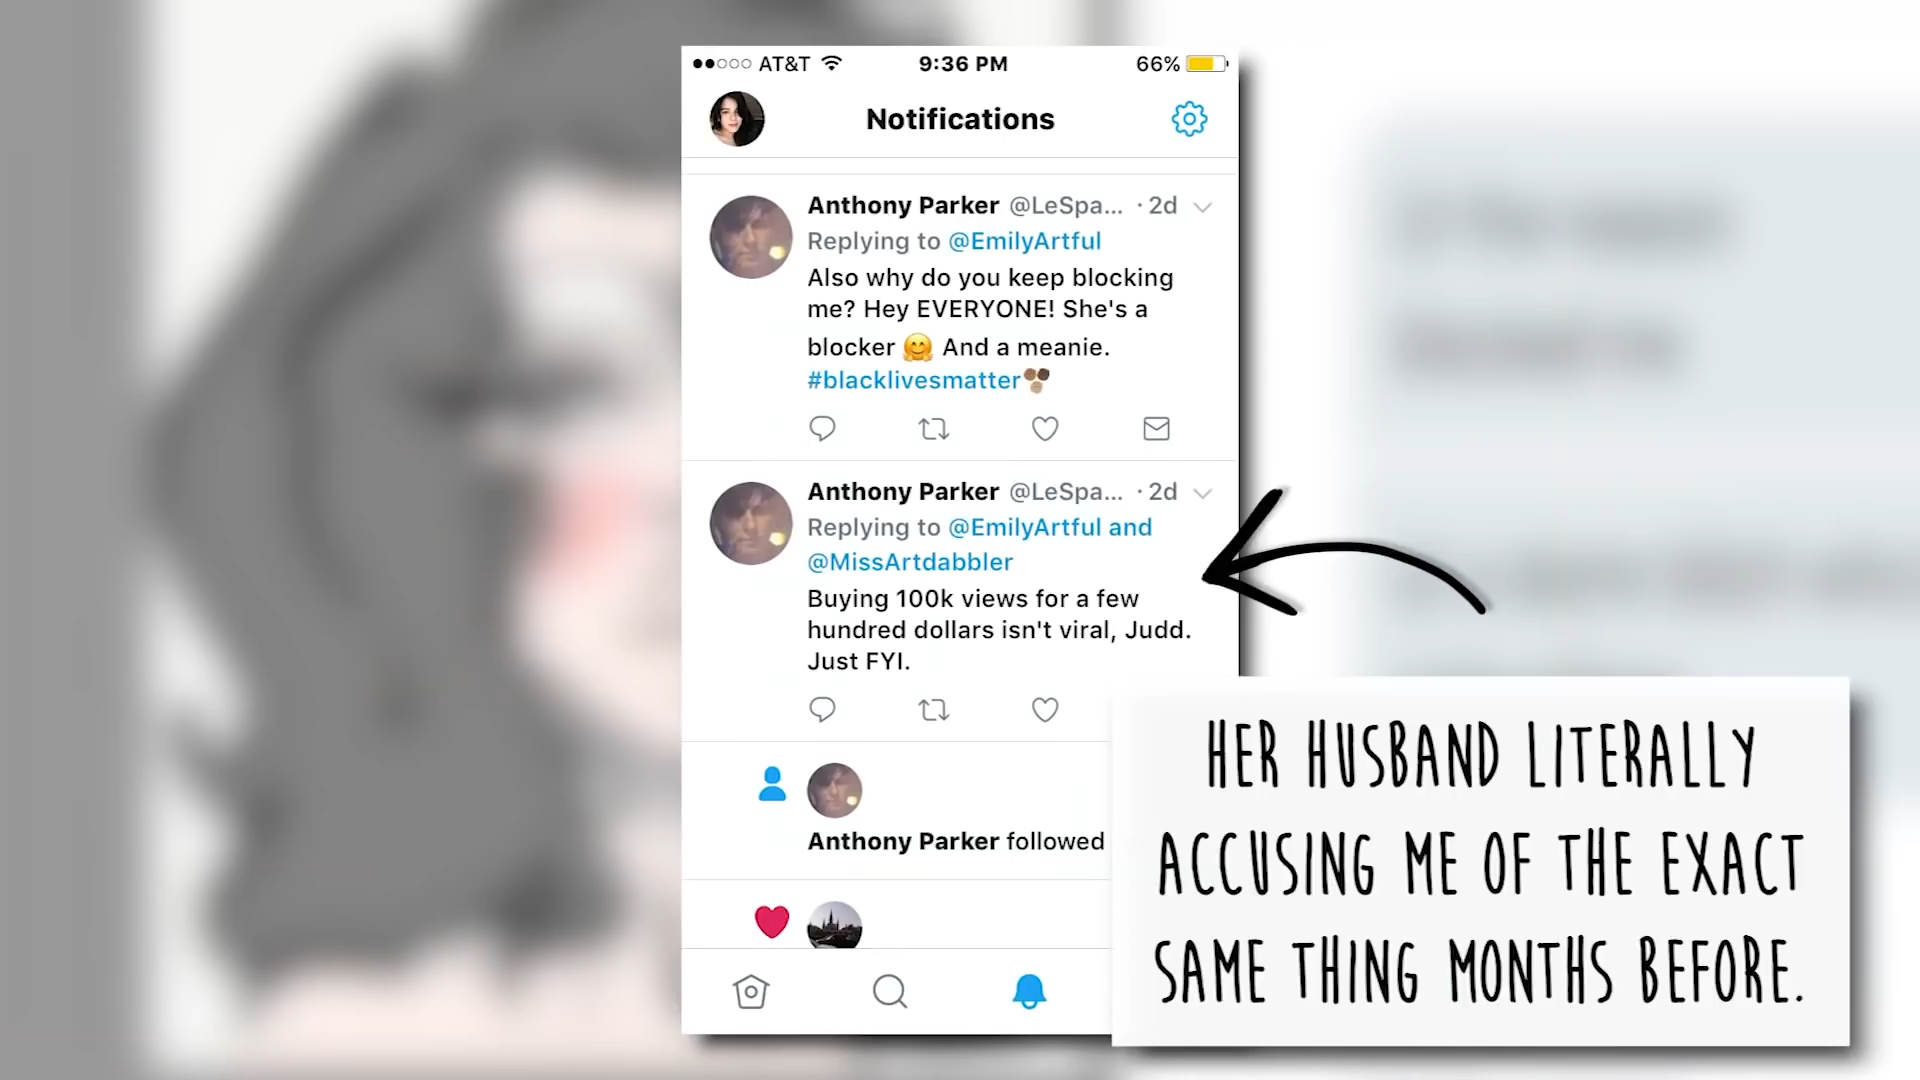 AT&T 9:36 PM 66%
Notifications
Anthony Parker @LeSpa... · 2d
Replying to @EmilyArtful
Also why do you keep blocking
me? Hey EVERYONE! She's a
blocker 🤗 And a meanie.
#blacklivesmatter
Anthony Parker @LeSpa... · 2d
Replying to @EmilyArtful and
@MissArtdabbler
Buying 100k views for a few
hundred dollars isn't viral, Judd.
Just FYI.
Anthony Parker followed
HER HUSBAND LITERALLY
ACCUSING ME OF THE EXACT
SAME THING MONTHS BEFORE.